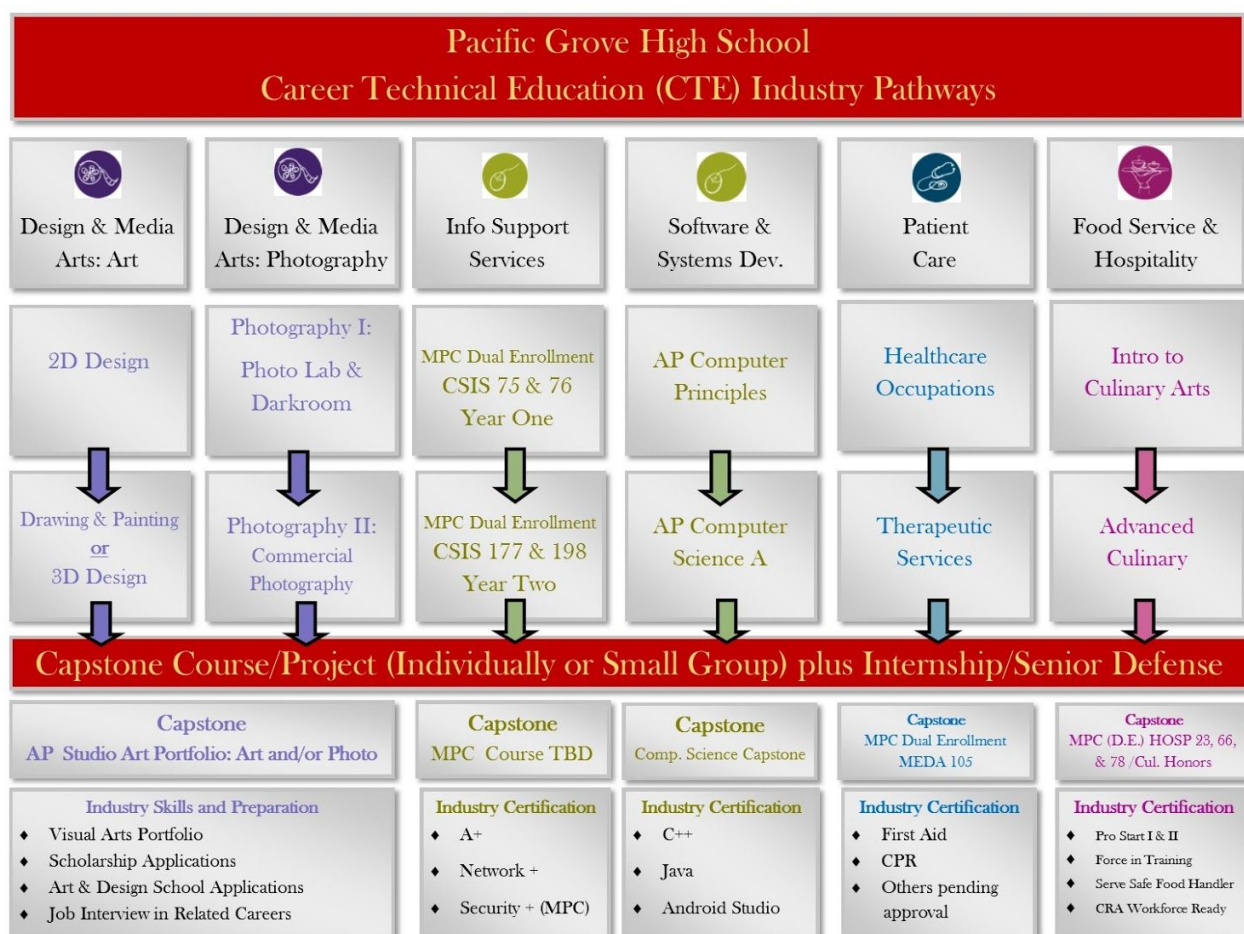 Pacific Grove High School
Career Technical Education (CTE) Industry Pathways
Design & Media
Arts: Art
Design & Media
Arts: Photography
Info Support
Services
Software &
Systems Dev.
Patient
Care
Food Service &
Hospitality
2D Design
Photography I:
Photo Lab &
Darkroom
MPC Dual Enrollment
CSIS 75 & 76
Year One
AP Computer
Principles
Healthcare
Occupations
Intro to
Culinary Arts
Drawing & Painting
or
3D Design
Photography II:
Commercial
Photography
MPC Dual Enrollment
CSIS 177 & 198
Year Two
AP Computer
Science A
Therapeutic
Services
Advanced
Culinary
Capstone Course/Project (Individually or Small Group) plus Internship/Senior Defense
Capstone
AP Studio Art Portfolio: Art and/or Photo
Capstone
MPC Course TBD
Capstone
Comp. Science Capstone
Capstone
MPC Dual Enrollment
MEDA 105
Capstone
MPC (D.E.) HOSP 23, 66,
& 78 /Cul. Honors
Industry Skills and Preparation
♦ Visual Arts Portfolio
♦ Scholarship Applications
♦ Art & Design School Applications
♦ Job Interview in Related Careers
Industry Certification
♦ A+
♦ Network +
♦ Security + (MPC)
Industry Certification
♦ C++
♦ Java
♦ Android Studio
Industry Certification
♦ First Aid
♦ CPR
♦ Others pending
approval
Industry Certification
♦ Pro Start I & II
♦ Force in Training
♦ Serve Safe Food Handler
♦ CRA Workforce Ready